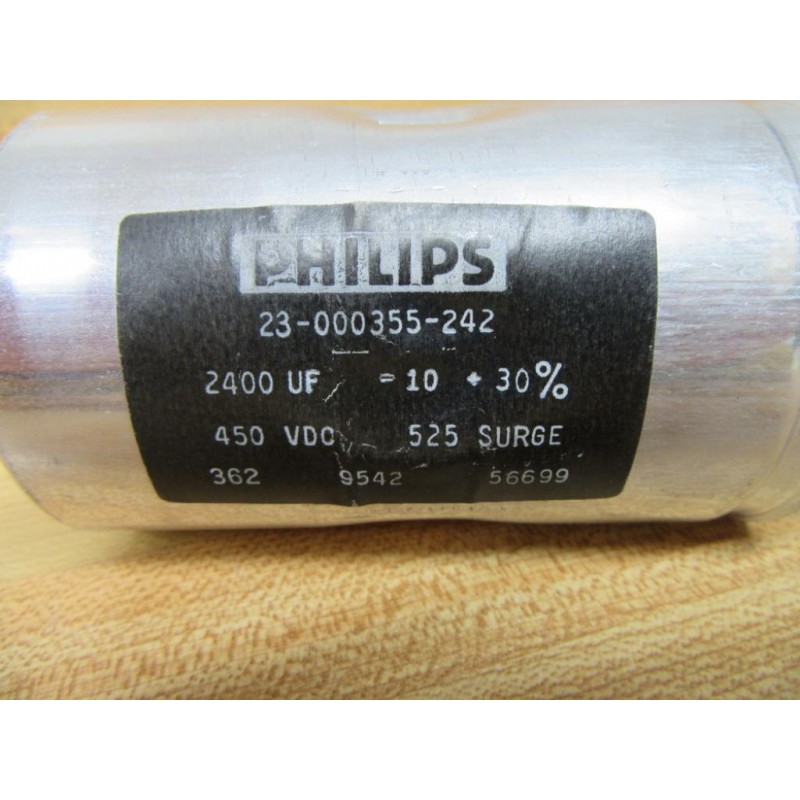 PHILIPS
23-000355-242
2400 UF - 10 + 30%
450 VDC 525 SURGE
362 9542 56699